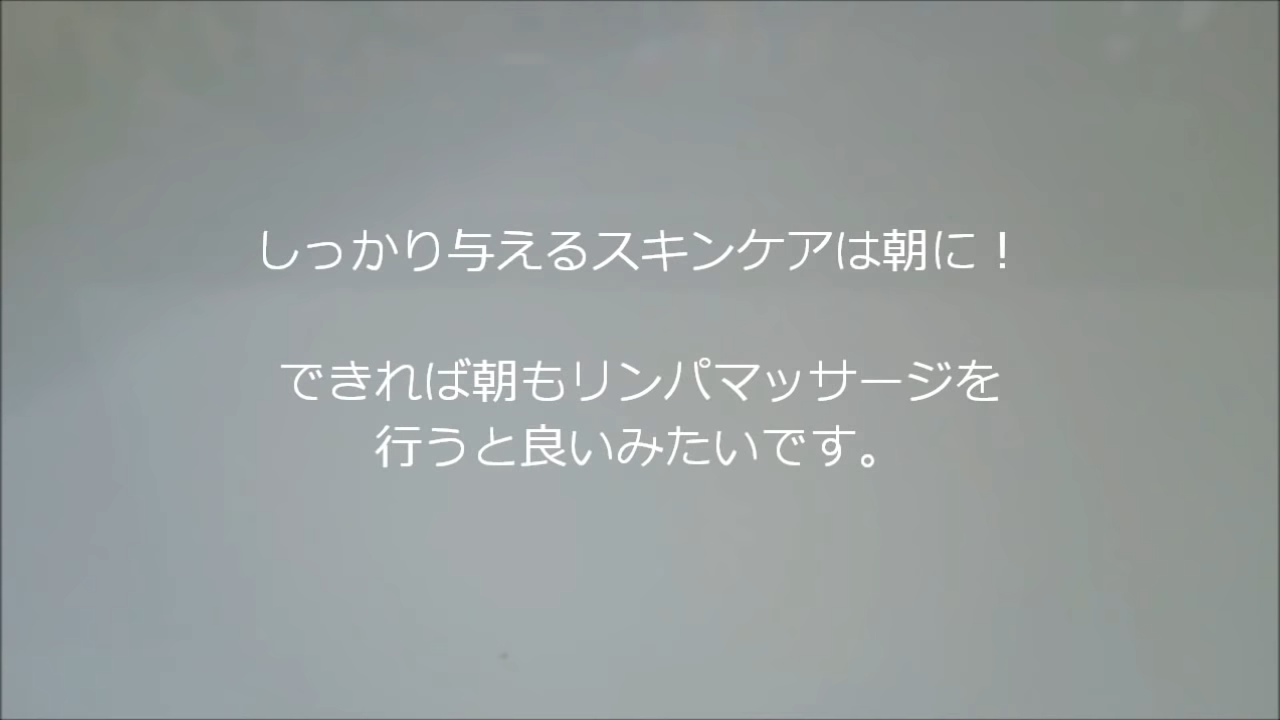 しっかり与えるスキンケアは朝に！
できれば朝もリンパマッサージを
行うと良いみたいです。